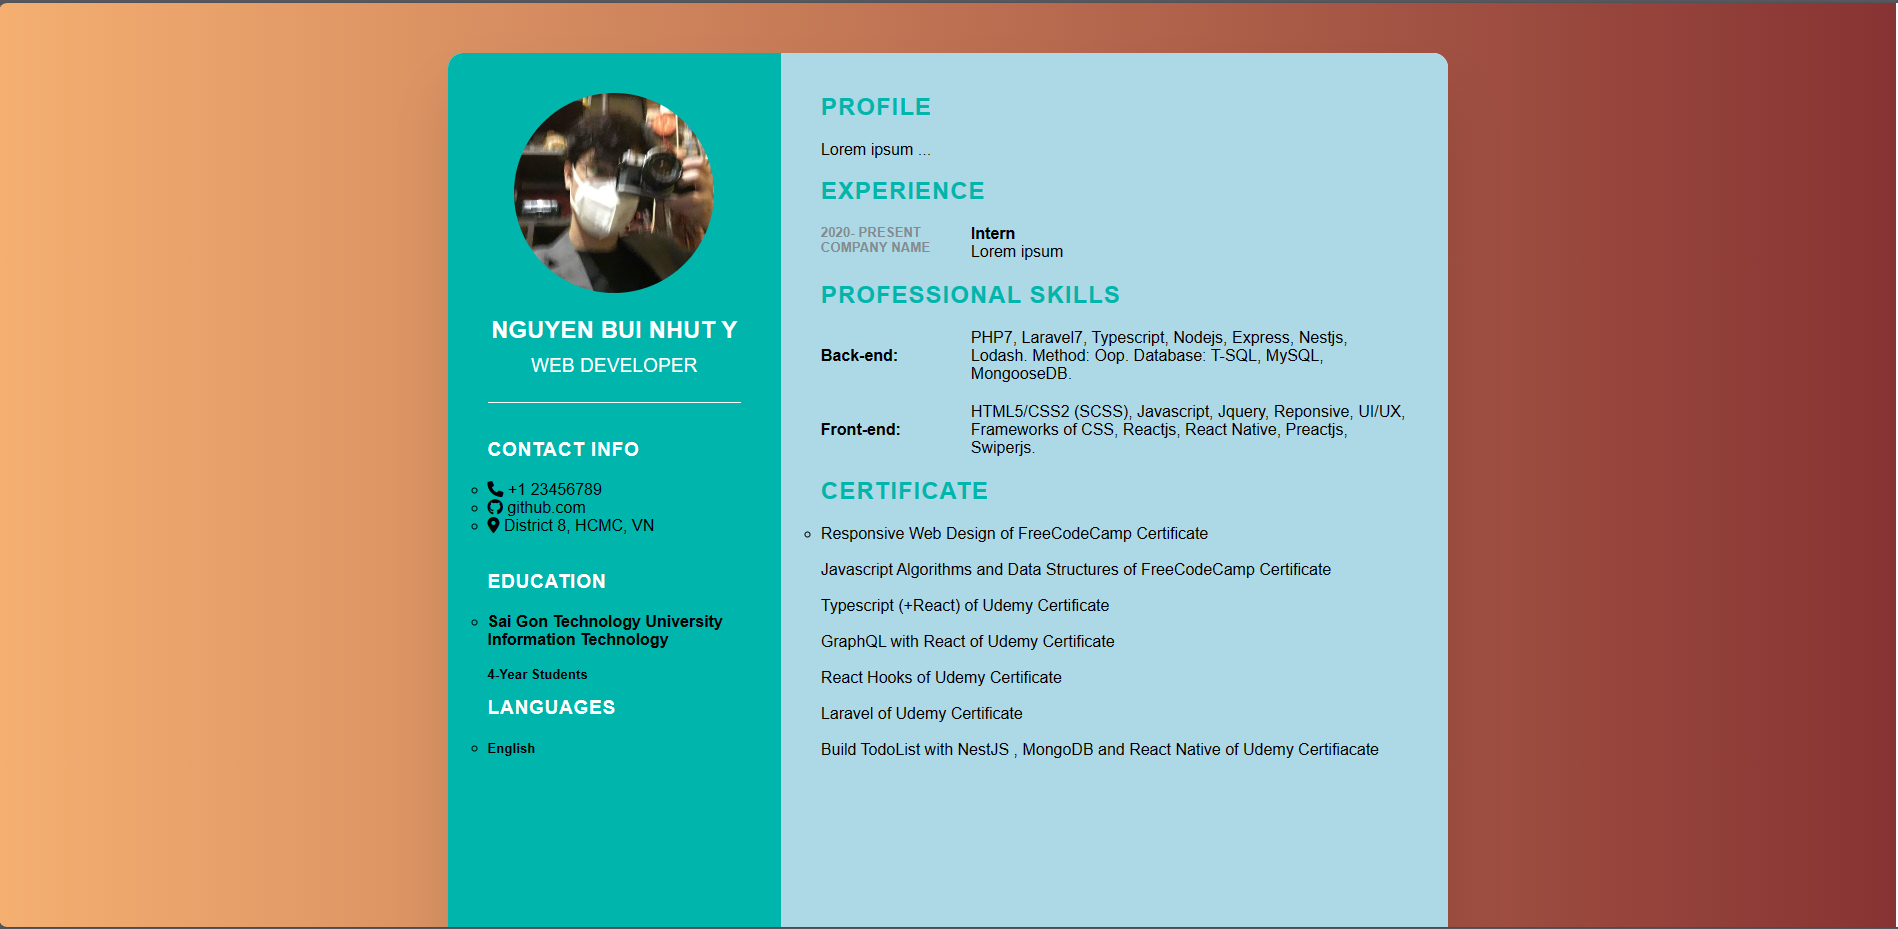 NGUYEN BUI NHUT Y
WEB DEVELOPER
CONTACT INFO
+1 23456789
github.com
District 8, HCMC, VN
EDUCATION
Sai Gon Technology University
Information Technology
4-Year Students
LANGUAGES
English
PROFILE
Lorem ipsum ...
EXPERIENCE
2020- PRESENT
COMPANY NAME
Intern
Lorem ipsum
PROFESSIONAL SKILLS
Back-end:
PHP7, Laravel7, Typescript, Nodejs, Express, Nestjs,
Lodash. Method: Oop. Database: T-SQL, MySQL,
MongooseDB.
Front-end:
HTML5/CSS2 (SCSS), Javascript, Jquery, Reponsive, UI/UX,
Frameworks of CSS, Reactjs, React Native, Preactjs,
Swiperjs.
CERTIFICATE
Responsive Web Design of FreeCodeCamp Certificate
Javascript Algorithms and Data Structures of FreeCodeCamp Certificate
Typescript (+React) of Udemy Certificate
GraphQL with React of Udemy Certificate
React Hooks of Udemy Certificate
Laravel of Udemy Certificate
Build TodoList with NestJS , MongoDB and React Native of Udemy Certifiacate